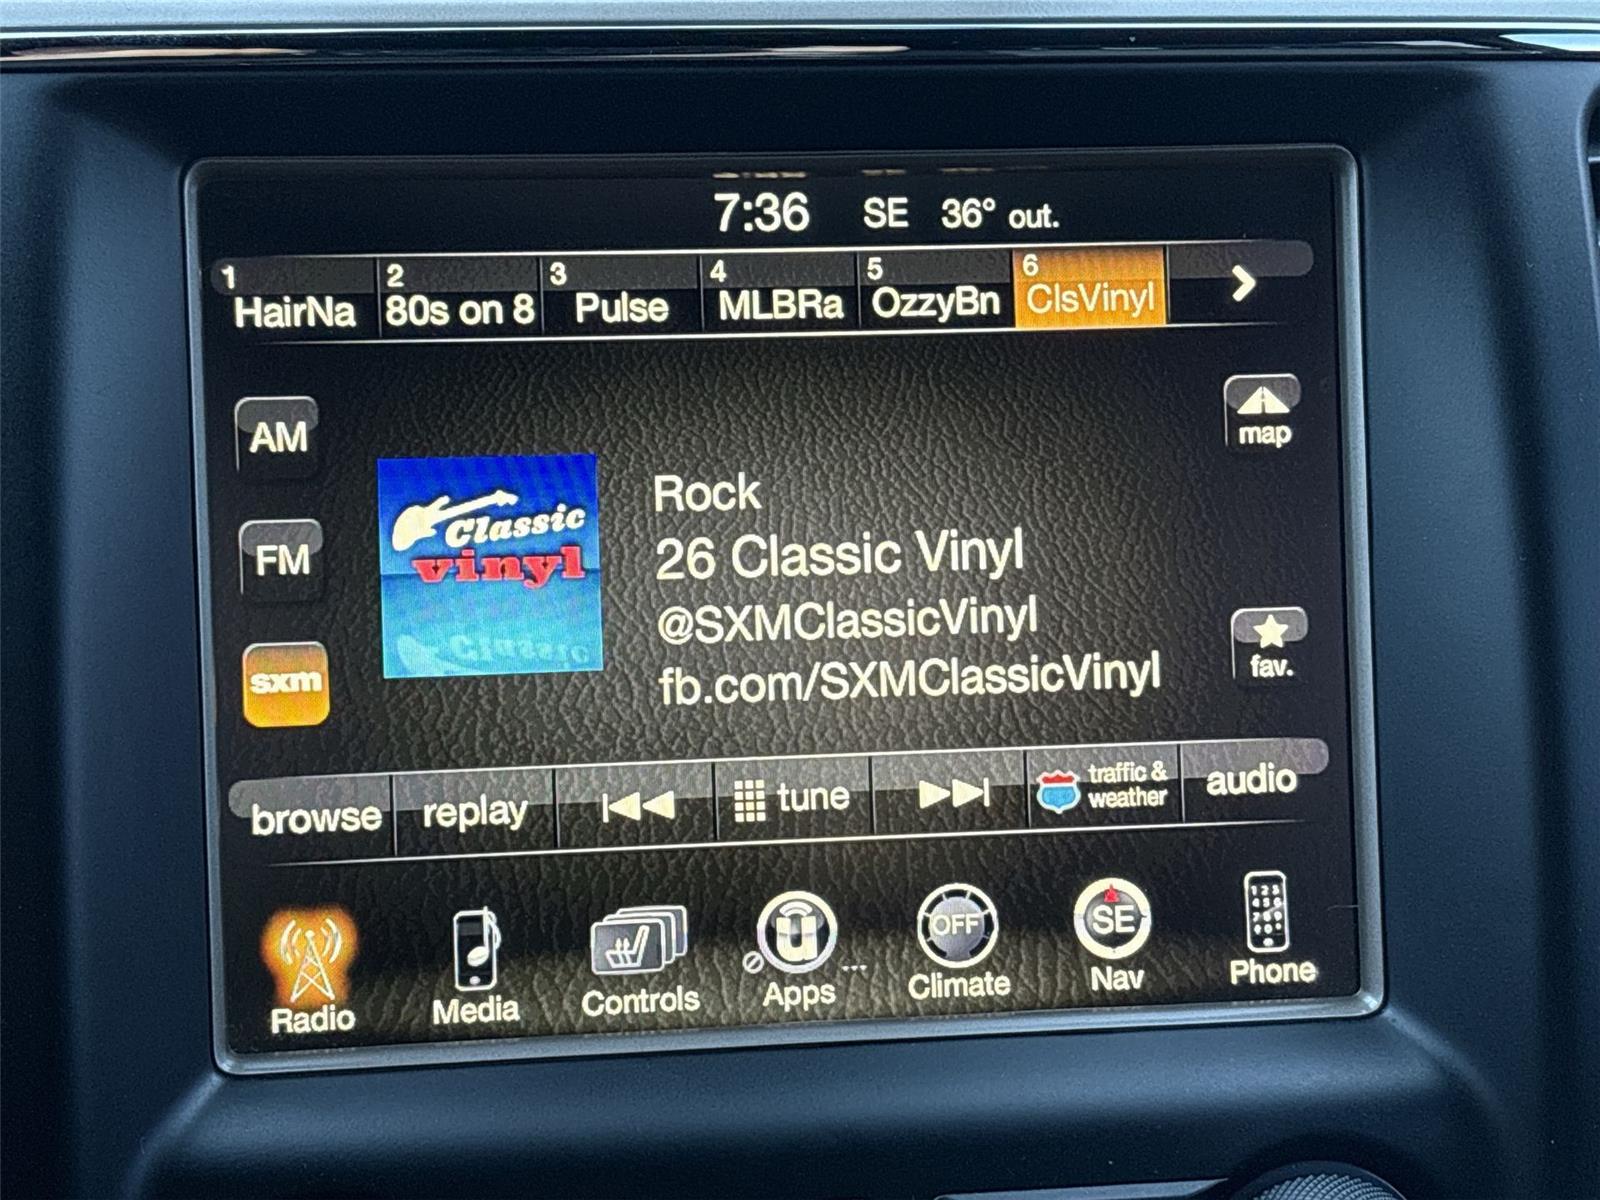 7:36 SE 36° out.
1 HairNa 2 80s on 8 3 Pulse 4 MLBRa 5 OzzyBn 6 ClsVinyl
AM
map
Classic
vinyl
Classic
Rock
26 Classic Vinyl
@SXMClassicVinyl
fb.com/SXMClassicVinyl
FM
sxm
fav.
browse replay tune traffic & weather audio
OFF SE
Radio Media Controls Apps Climate Nav Phone